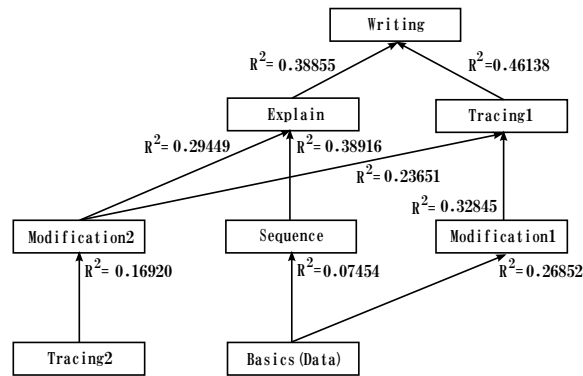 Writing
R²= 0.38855
R²= 0.46138
Explain
Tracing1
R²= 0.29449
R²= 0.38916
R²= 0.23651
R²= 0.32845
Modification2
Sequence
Modification1
R²= 0.16920
R²= 0.07454
R²= 0.26852
Tracing2
Basics(Data)